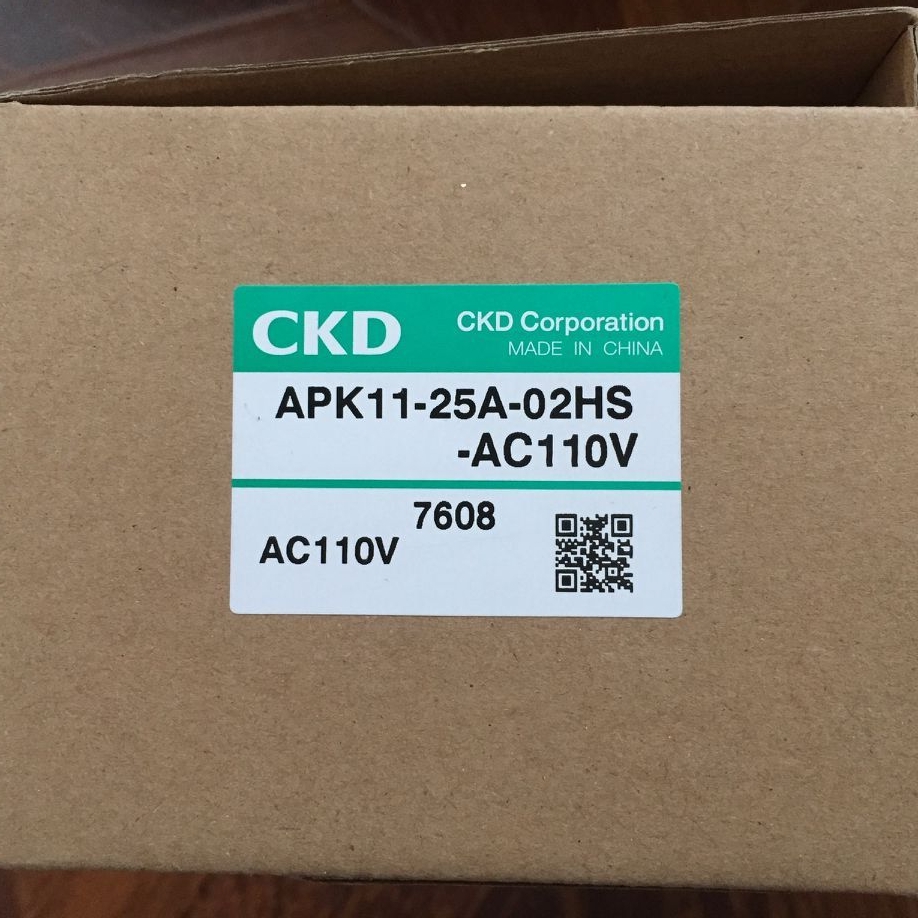 CKD
CKD Corporation
MADE IN CHINA
APK11-25A-02HS
-AC110V
7608
AC110V